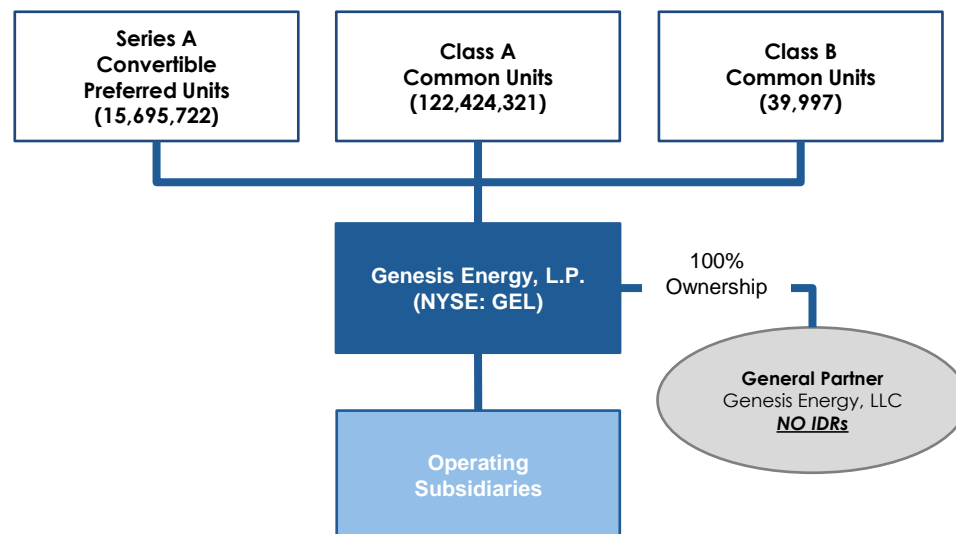 Series A
Convertible
Preferred Units
(15,695,722)
Class A
Common Units
(122,424,321)
Class B
Common Units
(39,997)
Genesis Energy, L.P.
(NYSE: GEL)
100%
Ownership
General Partner
Genesis Energy, LLC
NO IDRs
Operating
Subsidiaries